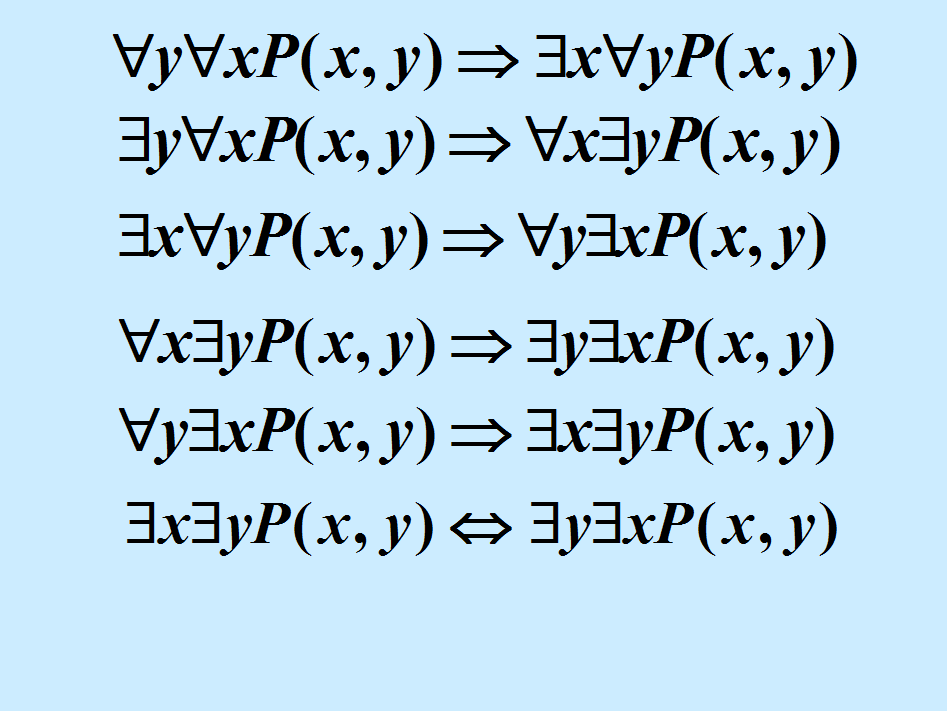 ∀y∀xP(x, y) ⇒ ∃x∀yP(x, y)
∃y∀xP(x, y) ⇒ ∀x∃yP(x, y)
∃x∀yP(x, y) ⇒ ∀y∃xP(x, y)
∀x∃yP(x, y) ⇒ ∃y∃xP(x, y)
∀y∃xP(x, y) ⇒ ∃x∃yP(x, y)
∃x∃yP(x, y) ⇔ ∃y∃xP(x, y)